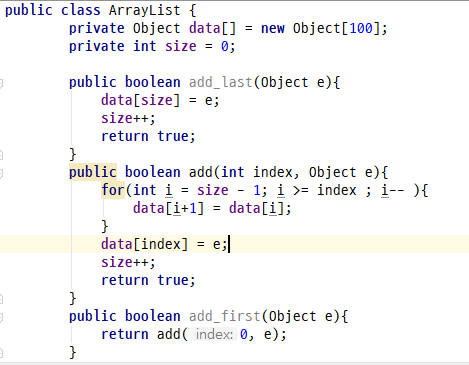 public class ArrayList {
private Object data[] = new Object[100];
private int size = 0;
public boolean add_last(Object e){
data[size] = e;
size++;
return true;
}
public boolean add(int index, Object e){
for(int i = size - 1; i >= index ; i-- ){
data[i+1] = data[i];
}
data[index] = e;
size++;
return true;
}
public boolean add_first(Object e){
return add( index: 0, e);
}